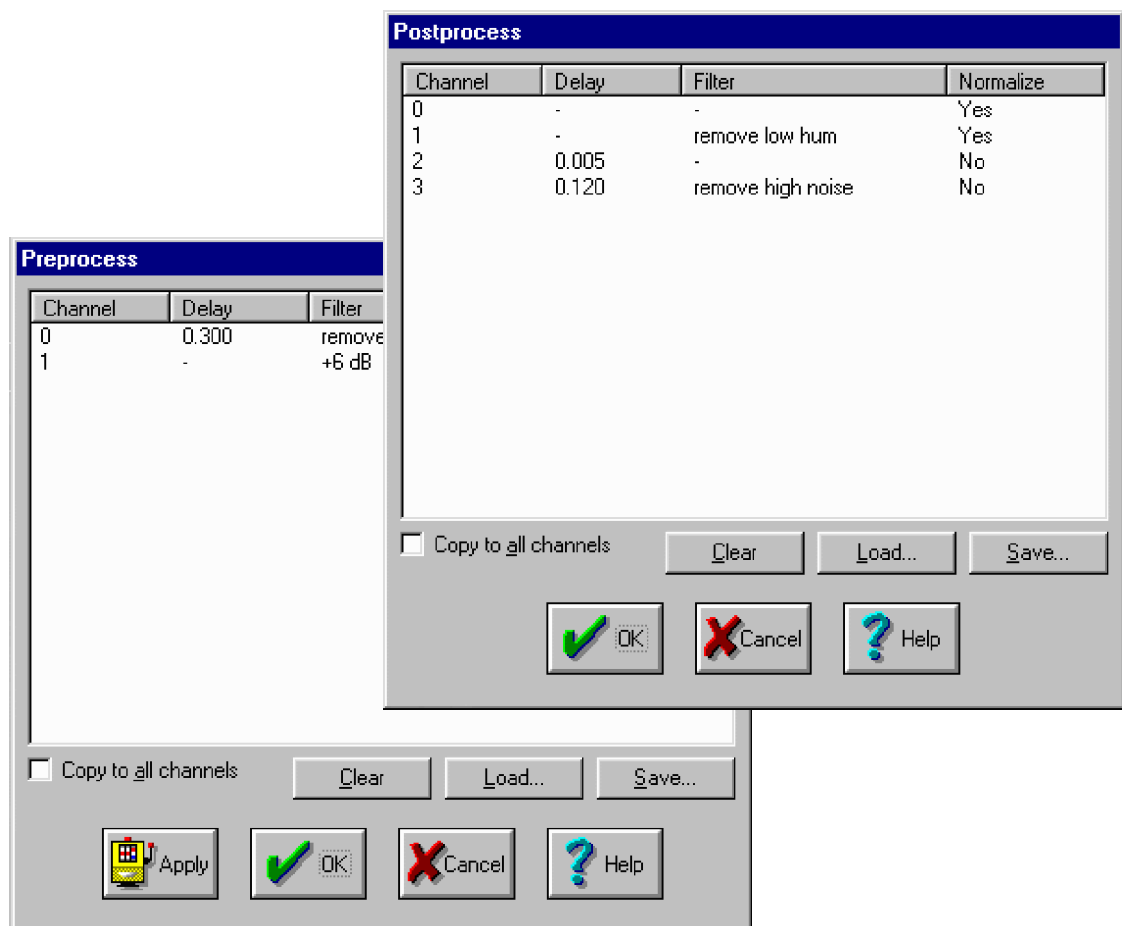 Postprocess
Channel Delay Filter Normalize
0 - - Yes
1 - remove low hum Yes
2 0.005 - No
3 0.120 remove high noise No
Copy to all channels Clear Load... Save...
OK Cancel Help
Preprocess
Channel Delay Filter
0 0.300 remove
1 - +6 dB
Copy to all channels Clear Load... Save...
Apply OK Cancel Help